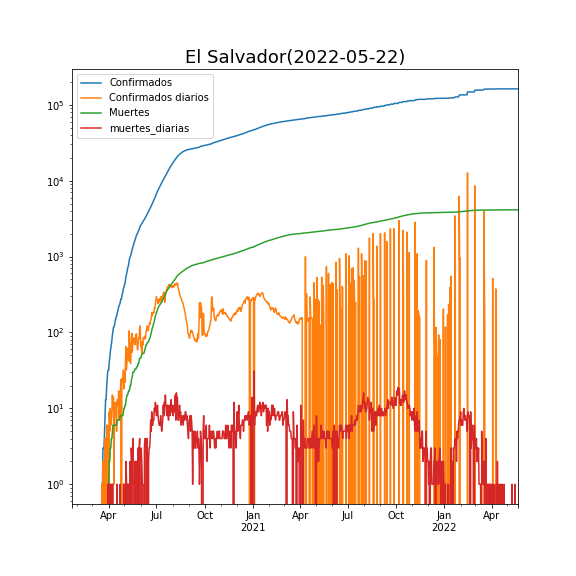 El Salvador(2022-05-22)
Confirmados
Confirmados diarios
Muertes
muertes_diarias
10^5
10^4
10^3
10^2
10^1
10^0
Apr Jul Oct Jan Apr Jul Oct Jan Apr
2021 2022